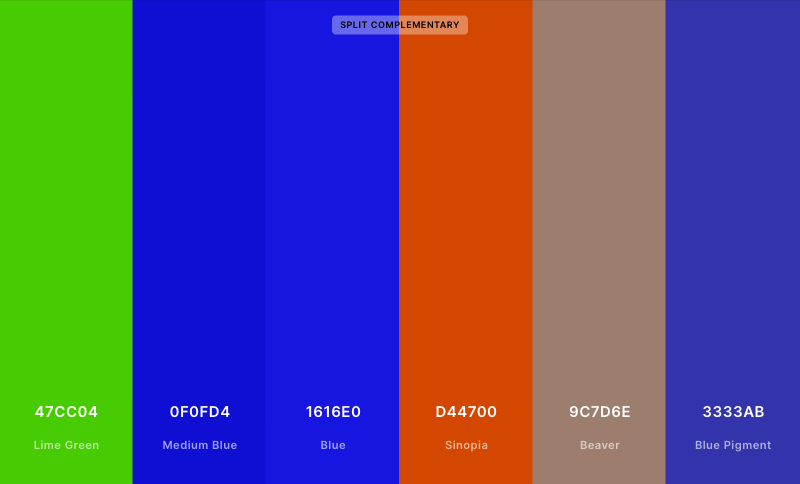 SPLIT COMPLEMENTARY
47CC04
0F0FD4
1616E0
D44700
9C7D6E
3333AB
Lime Green
Medium Blue
Blue
Sinopia
Beaver
Blue Pigment